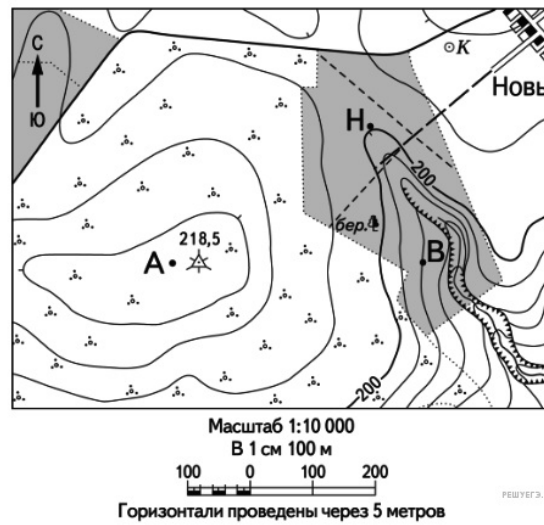 С
К
Новы
Ю
Н
200
218,5
бер.
А
В
200
Масштаб 1:10 000
В 1 см 100 м
100 0 100 200
РЕШУЕГЭ.
Горизонтали проведены через 5 метров